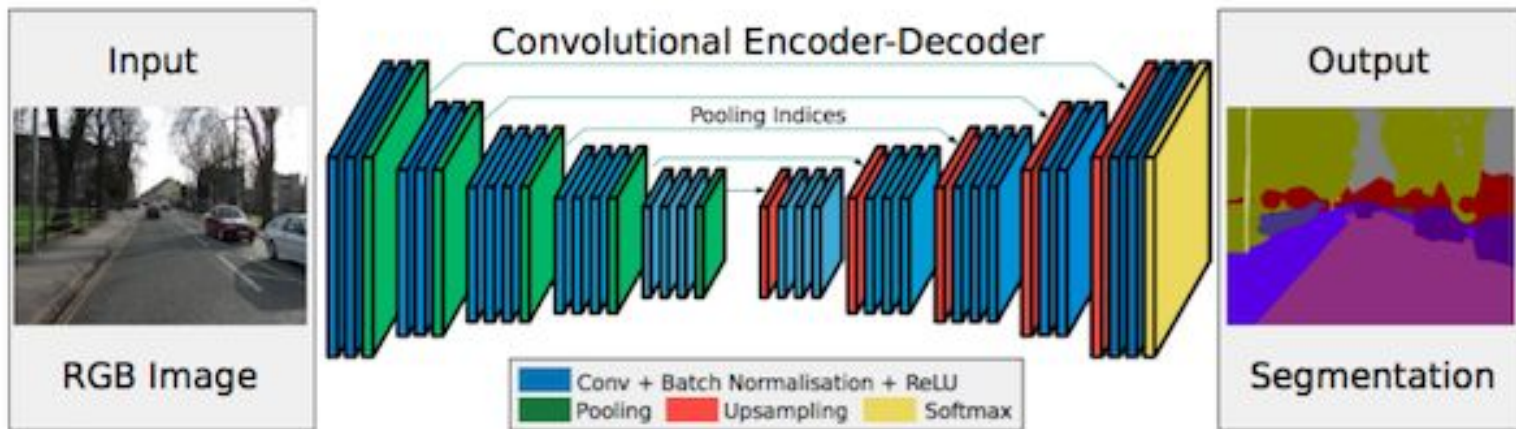 Input
RGB Image
Convolutional Encoder-Decoder
Pooling Indices
Conv + Batch Normalisation + ReLU
Pooling Upsampling Softmax
Output
Segmentation